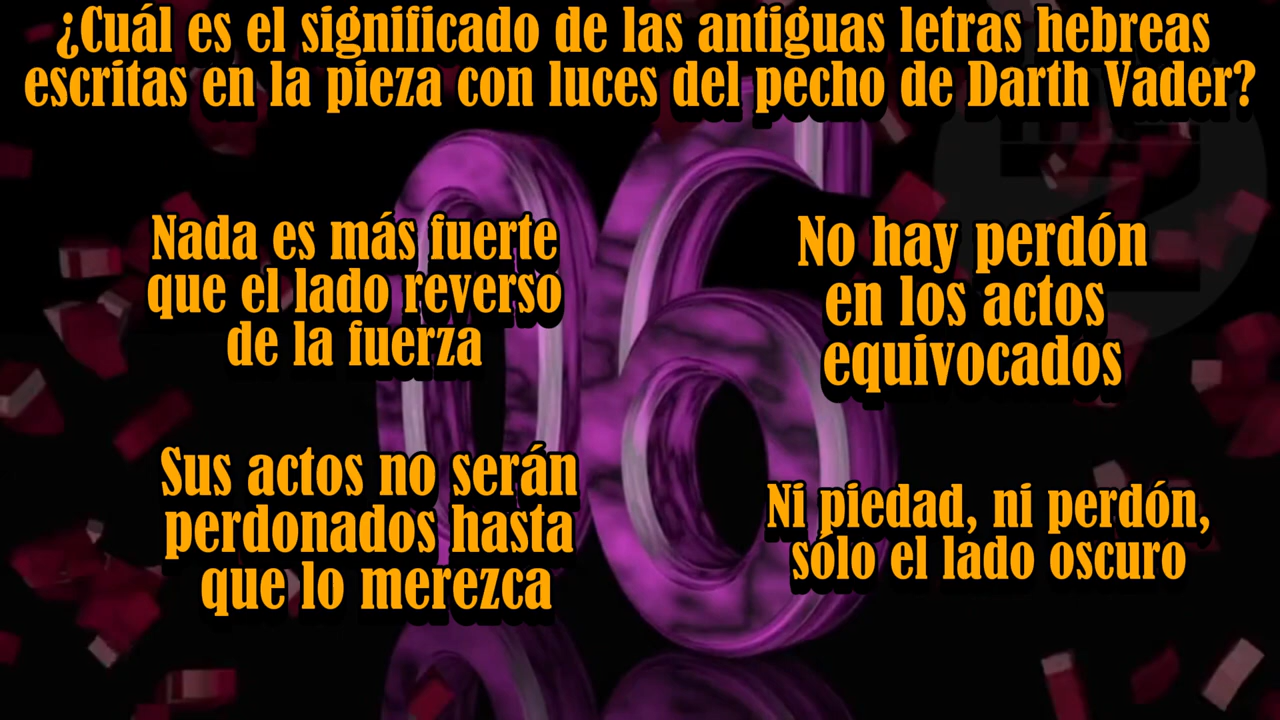 ¿Cuál es el significado de las antiguas letras hebreas
escritas en la pieza con luces del pecho de Darth Vader?
Nada es más fuerte
que el lado reverso
de la fuerza
No hay perdón
en los actos
equivocados
Sus actos no serán
perdonados hasta
que lo merezca
Ni piedad, ni perdón,
sólo el lado oscuro
06